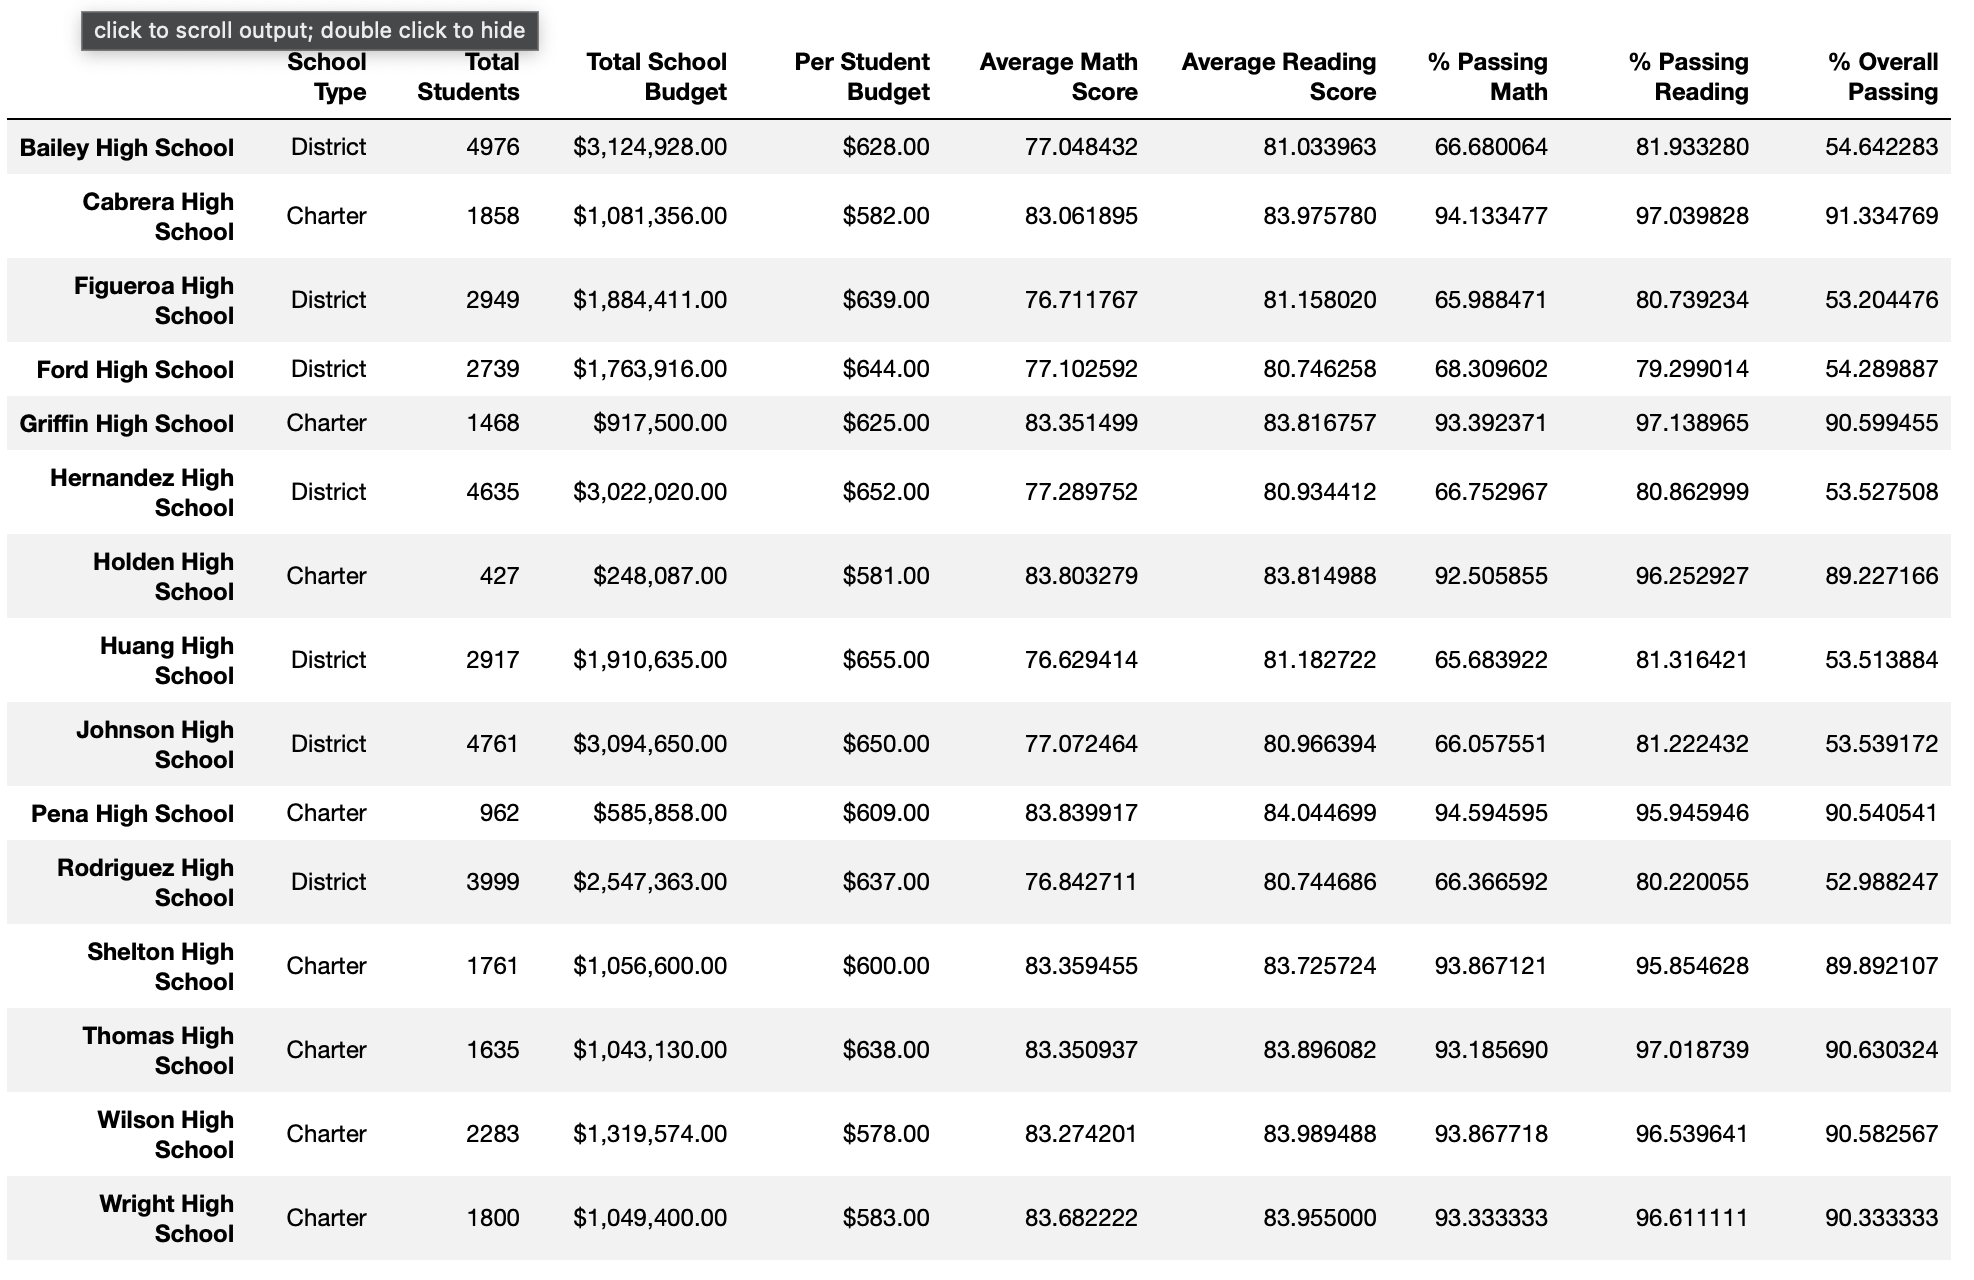 click to scroll output; double click to hide
School Type Total Students Total School Budget Per Student Budget Average Math Score Average Reading Score % Passing Math % Passing Reading % Overall Passing
Bailey High School District 4976 $3,124,928.00 $628.00 77.048432 81.033963 66.680064 81.933280 54.642283
Cabrera High School Charter 1858 $1,081,356.00 $582.00 83.061895 83.975780 94.133477 97.039828 91.334769
Figueroa High School District 2949 $1,884,411.00 $639.00 76.711767 81.158020 65.988471 80.739234 53.204476
Ford High School District 2739 $1,763,916.00 $644.00 77.102592 80.746258 68.309602 79.299014 54.289887
Griffin High School Charter 1468 $917,500.00 $625.00 83.351499 83.816757 93.392371 97.138965 90.599455
Hernandez High School District 4635 $3,022,020.00 $652.00 77.289752 80.934412 66.752967 80.862999 53.527508
Holden High School Charter 427 $248,087.00 $581.00 83.803279 83.814988 92.505855 96.252927 89.227166
Huang High School District 2917 $1,910,635.00 $655.00 76.629414 81.182722 65.683922 81.316421 53.513884
Johnson High School District 4761 $3,094,650.00 $650.00 77.072464 80.966394 66.057551 81.222432 53.539172
Pena High School Charter 962 $585,858.00 $609.00 83.839917 84.044699 94.594595 95.945946 90.540541
Rodriguez High School District 3999 $2,547,363.00 $637.00 76.842711 80.744686 66.366592 80.220055 52.988247
Shelton High School Charter 1761 $1,056,600.00 $600.00 83.359455 83.725724 93.867121 95.854628 89.892107
Thomas High School Charter 1635 $1,043,130.00 $638.00 83.350937 83.896082 93.185690 97.018739 90.630324
Wilson High School Charter 2283 $1,319,574.00 $578.00 83.274201 83.989488 93.867718 96.539641 90.582567
Wright High School Charter 1800 $1,049,400.00 $583.00 83.682222 83.955000 93.333333 96.611111 90.333333